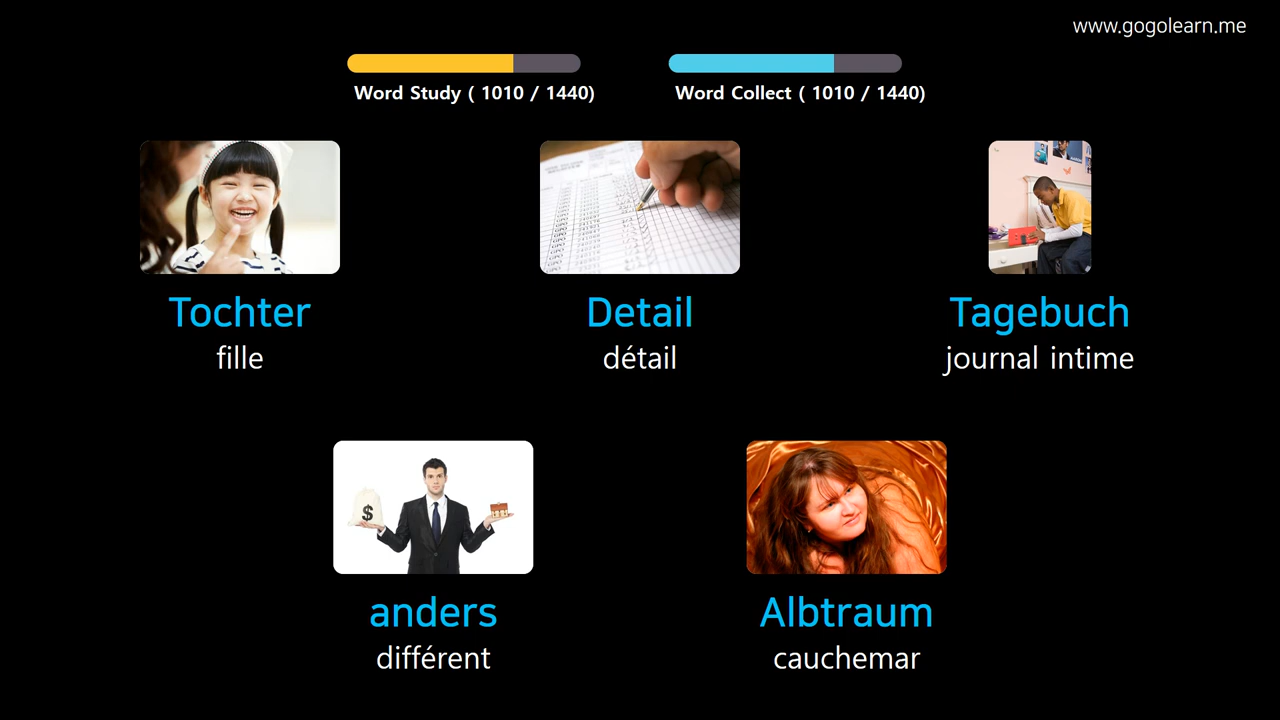 www.gogolearn.me
Word Study ( 1010 / 1440)
Word Collect ( 1010 / 1440)
Tochter
fille
Detail
détail
Tagebuch
journal intime
$
anders
différent
Albtraum
cauchemar